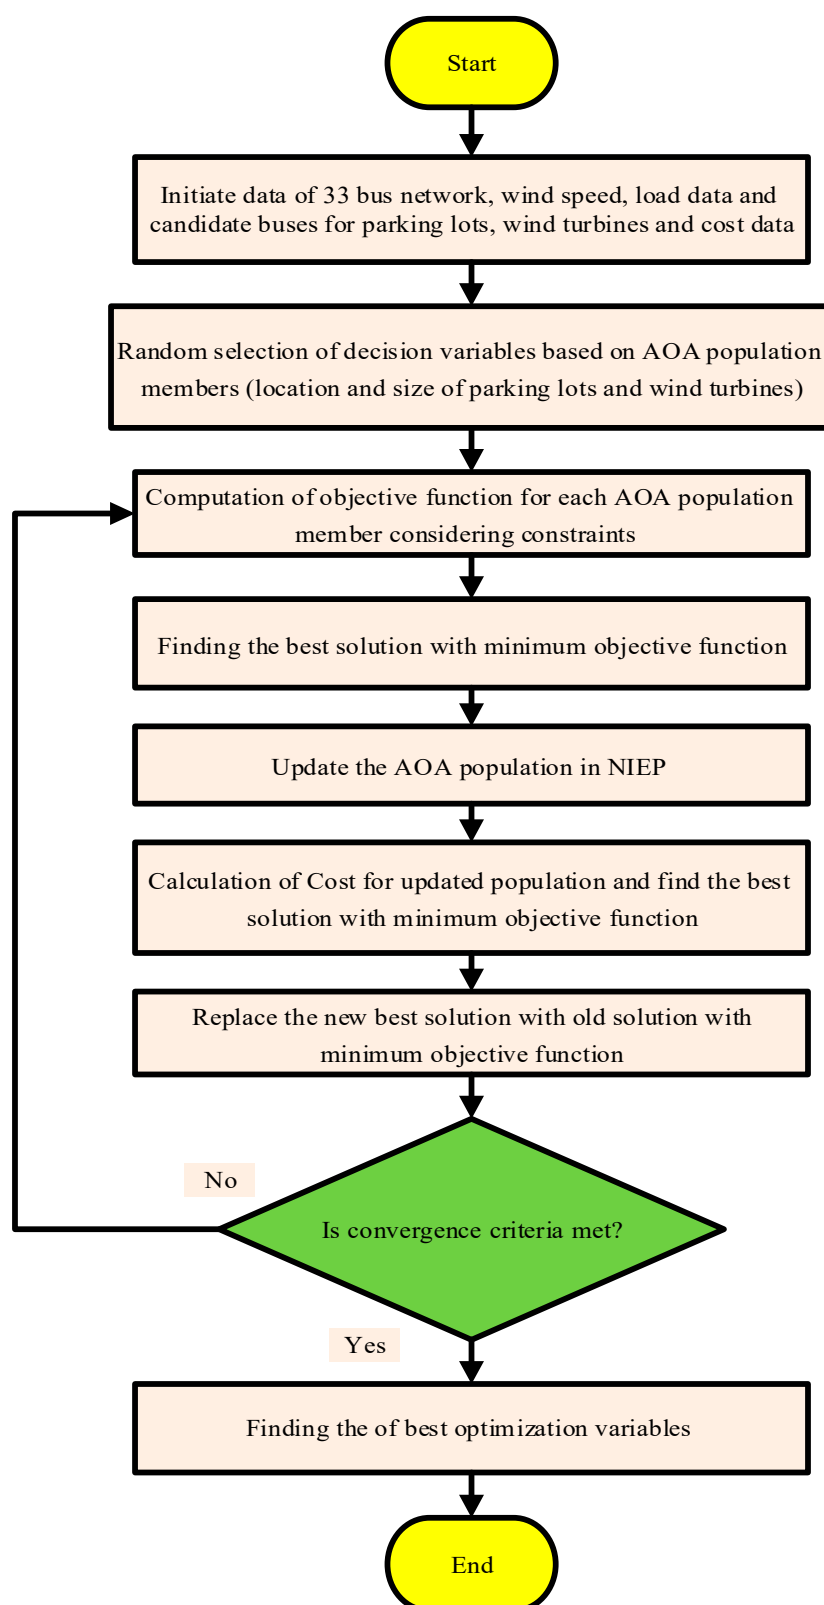 Start
Initiate data of 33 bus network, wind speed, load data and
candidate buses for parking lots, wind turbines and cost data
Random selection of decision variables based on AOA population
members (location and size of parking lots and wind turbines)
Computation of objective function for each AOA population
member considering constraints
Finding the best solution with minimum objective function
Update the AOA population in NIEP
Calculation of Cost for updated population and find the best
solution with minimum objective function
Replace the new best solution with old solution with
minimum objective function
No
Is convergence criteria met?
Yes
Finding the of best optimization variables
End